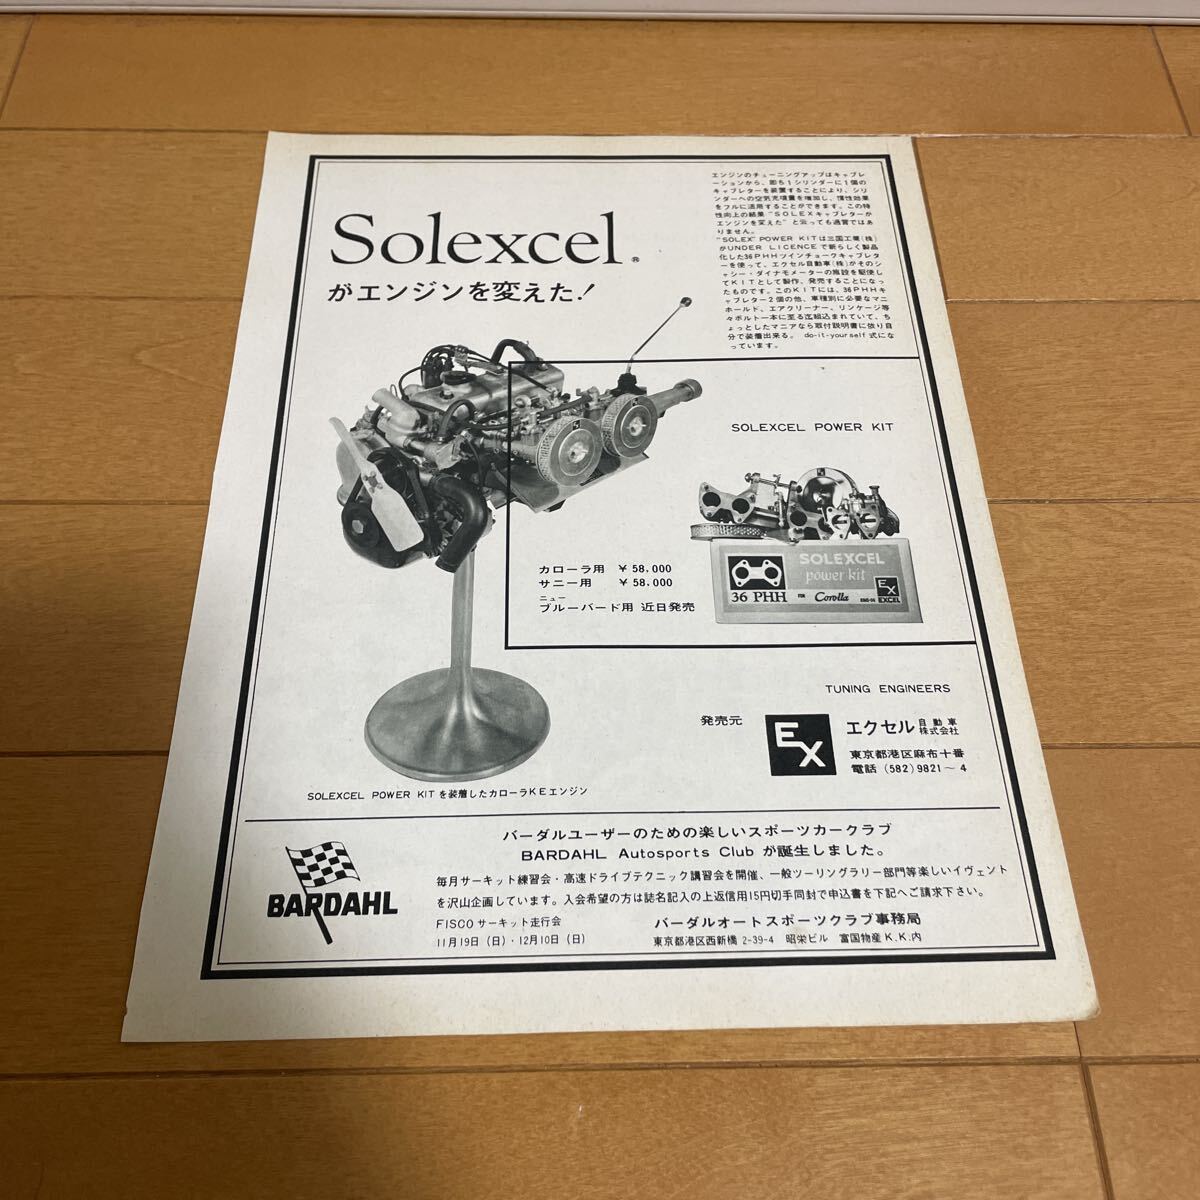 Solexcel®
がエンジンを変えた!
エンジンのチューニングアップはキャブレ
ーションから、即ち1シリンダーに1個の
キャブレターを装置することにより、シリ
ンダーへの空気充填量を増加し、慣性効果
をフルに活用することができます。この特
性向上の結果“SOLEXキャブレターが
エンジンを変えた”と云っても過言ではあ
りません。
“SOLEX”POWER KITは三国工業(株)
がUNDER LICENCEで新らしく製品
化した36PHHツインチョークキャブレタ
ーを使って、エクセル自動車(株)がそのシ
ャシー・ダイナモメーターの施設を駆使し
てKITとして製作、発売することになっ
たものです。このKITには、36PHHキ
ャブレター2個の他、車種別に必要なマニ
ホールド、エアクリーナー、リンケージ等
々ボルト一本に至る迄組込まれていて、ち
ょっとしたマニアなら取付説明書に依り自
分で装着出来る。do-it-yourself式にな
っています。
SOLEXCEL POWER KIT
SOLEXCEL
power kit
36 PHH FOR Corolla
EX
EXCEL
カローラ用 ¥58,000
サニー用 ¥58,000
ニュー
ブルーバード用 近日発売
TUNING ENGINEERS
発売元
EX
エクセル自動車株式会社
東京都港区麻布十番
電話(582)9821~4
SOLEXCEL POWER KITを装着したカローラKEエンジン
バーダルユーザーのための楽しいスポーツカークラブ
BARDAHL Autosports Clubが誕生しました。
BARDAHL
毎月サーキット練習会・高速ドライブテクニック講習会を開催、一般ツーリングラリー部門等楽しいイヴェント
を沢山企画しています。入会希望の方は誌名記入の上返信用15円切手同封で申込書を下記へご請求下さい。
FISCOサーキット走行会
11月19日(日)・12月10日(日)
バーダルオートスポーツクラブ事務局
東京都港区西新橋2-39-4 昭栄ビル 富国物産K.K.内